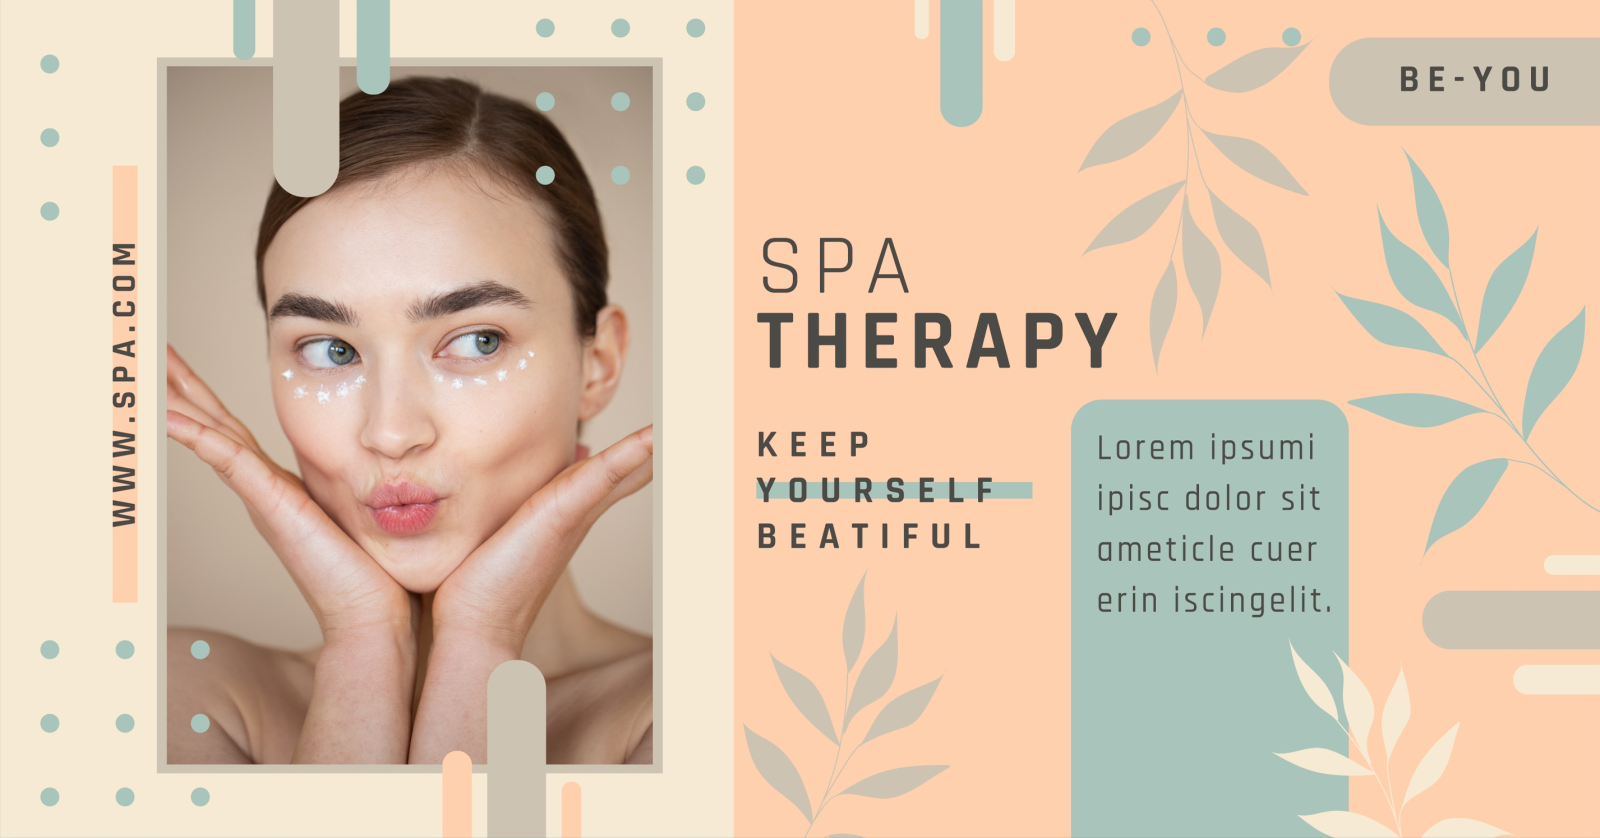 WWW.SPA.COM
BE-YOU
SPA
THERAPY
KEEP
YOURSELF
BEATIFUL
Lorem ipsumi
ipisc dolor sit
ameticle cuer
erin iscingelit.